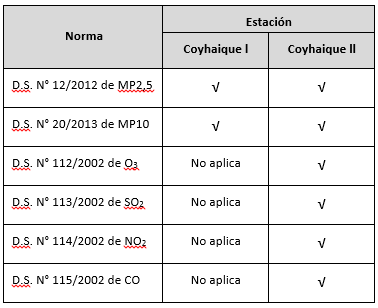 Norma
Estación
Coyhaique l
Coyhaique ll
D.S. N° 12/2012 de MP2,5 √ √
D.S. N° 20/2013 de MP10 √ √
D.S. N° 112/2002 de O₃ No aplica √
D.S. N° 113/2002 de SO₂ No aplica √
D.S. N° 114/2002 de NO₂ No aplica √
D.S. N° 115/2002 de CO No aplica √